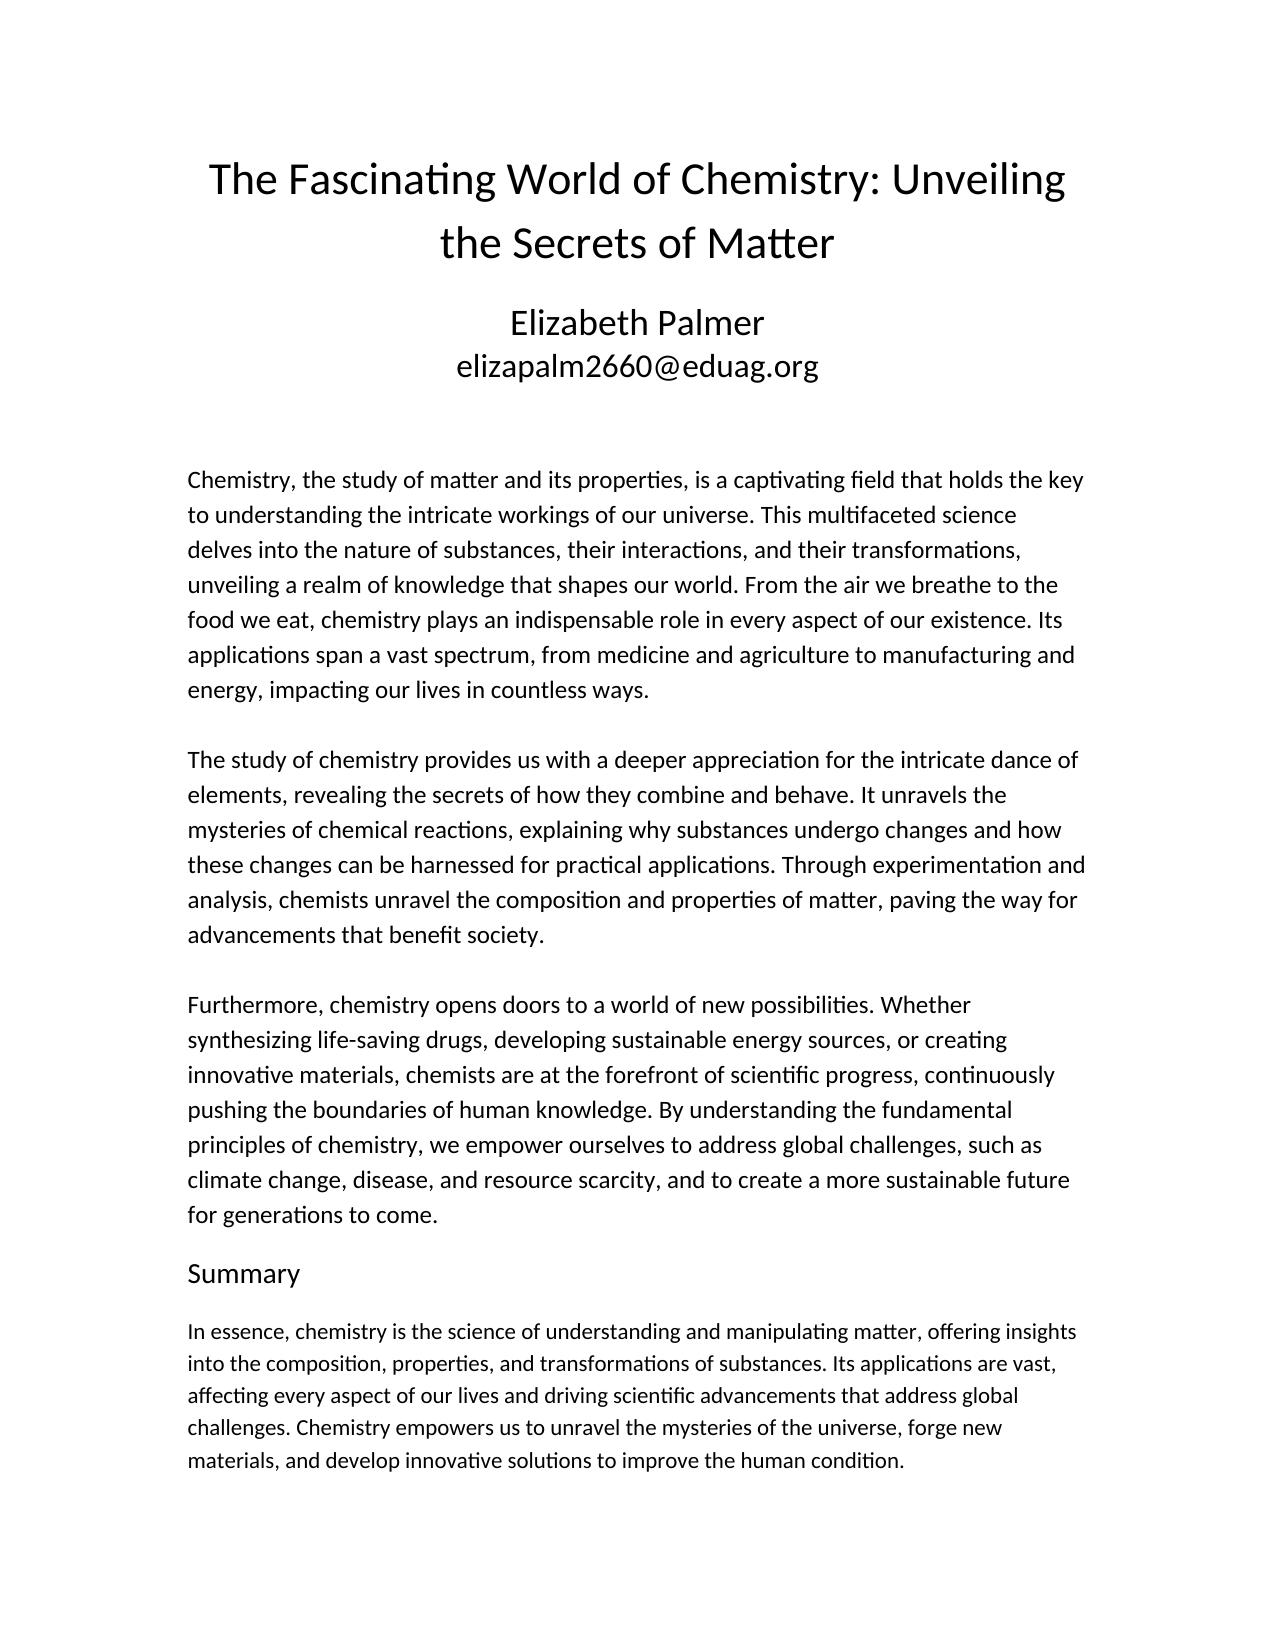 The Fascinating World of Chemistry: Unveiling
the Secrets of Matter
Elizabeth Palmer
elizapalm2660@eduag.org
Chemistry, the study of matter and its properties, is a captivating field that holds the key
to understanding the intricate workings of our universe. This multifaceted science
delves into the nature of substances, their interactions, and their transformations,
unveiling a realm of knowledge that shapes our world. From the air we breathe to the
food we eat, chemistry plays an indispensable role in every aspect of our existence. Its
applications span a vast spectrum, from medicine and agriculture to manufacturing and
energy, impacting our lives in countless ways.
The study of chemistry provides us with a deeper appreciation for the intricate dance of
elements, revealing the secrets of how they combine and behave. It unravels the
mysteries of chemical reactions, explaining why substances undergo changes and how
these changes can be harnessed for practical applications. Through experimentation and
analysis, chemists unravel the composition and properties of matter, paving the way for
advancements that benefit society.
Furthermore, chemistry opens doors to a world of new possibilities. Whether
synthesizing life-saving drugs, developing sustainable energy sources, or creating
innovative materials, chemists are at the forefront of scientific progress, continuously
pushing the boundaries of human knowledge. By understanding the fundamental
principles of chemistry, we empower ourselves to address global challenges, such as
climate change, disease, and resource scarcity, and to create a more sustainable future
for generations to come.
Summary
In essence, chemistry is the science of understanding and manipulating matter, offering insights
into the composition, properties, and transformations of substances. Its applications are vast,
affecting every aspect of our lives and driving scientific advancements that address global
challenges. Chemistry empowers us to unravel the mysteries of the universe, forge new
materials, and develop innovative solutions to improve the human condition.